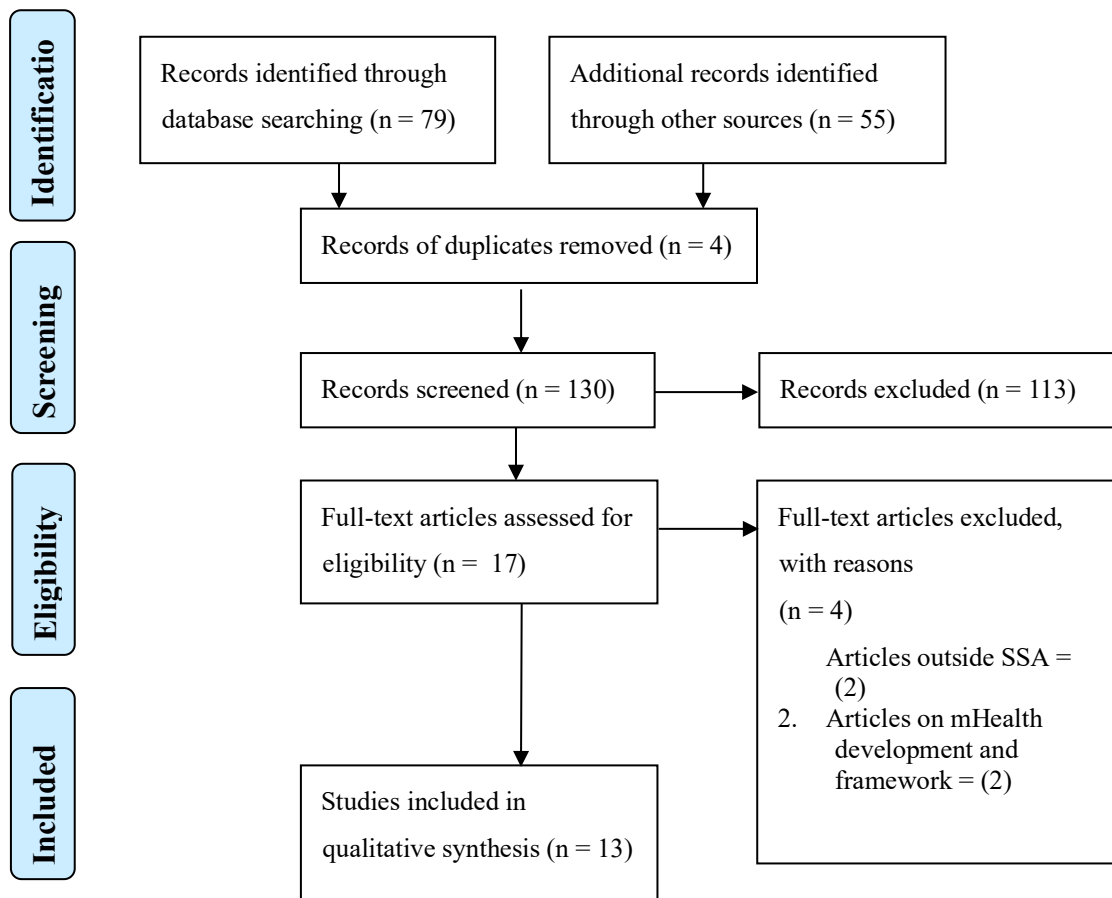 Identificatio
Records identified through
database searching (n = 79)
Additional records identified
through other sources (n = 55)
Records of duplicates removed (n = 4)
Screening
Records screened (n = 130)
Records excluded (n = 113)
Eligibility
Full-text articles assessed for
eligibility (n = 17)
Full-text articles excluded,
with reasons
(n = 4)
Articles outside SSA =
(2)
2. Articles on mHealth
development and
framework = (2)
Included
Studies included in
qualitative synthesis (n = 13)